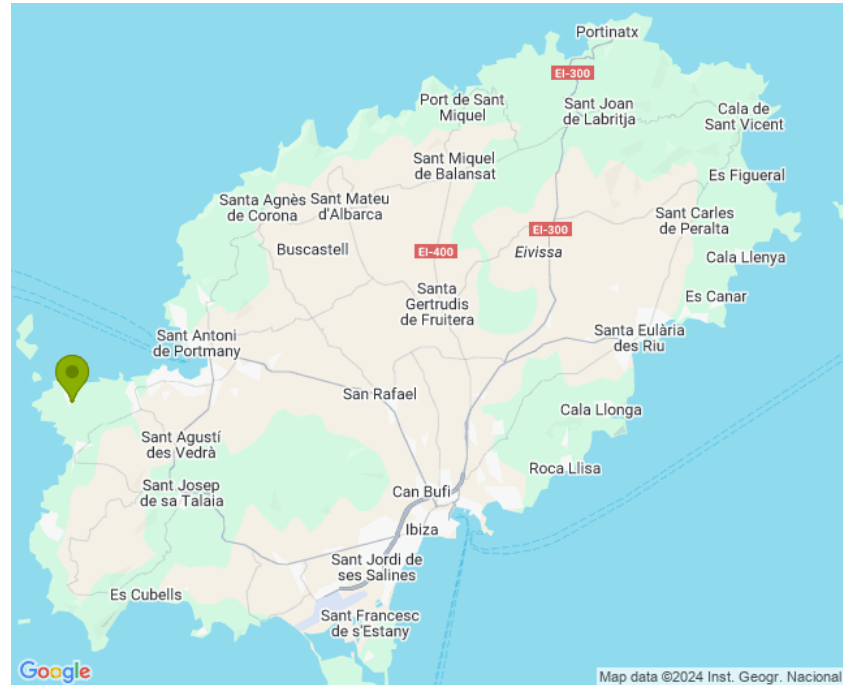 Portinatx
EI-300
Port de Sant
Miquel
Sant Joan
de Labritja
Cala de
Sant Vicent
Sant Miquel
de Balansat
Es Figueral
Santa Agnès
de Corona
Sant Mateu
d'Albarca
Sant Carles
de Peralta
EI-300
Buscastell
EI-400
Eivissa
Cala Llenya
Santa
Gertrudis
de Fruitera
Es Canar
Sant Antoni
de Portmany
Santa Eulària
des Riu
San Rafael
Cala Llonga
Sant Agustí
des Vedrà
Roca Llisa
Sant Josep
de sa Talaia
Can Bufí
Ibiza
Sant Jordi de
ses Salines
Es Cubells
Sant Francesc
de s'Estany
Google
Map data ©2024 Inst. Geogr. Nacional